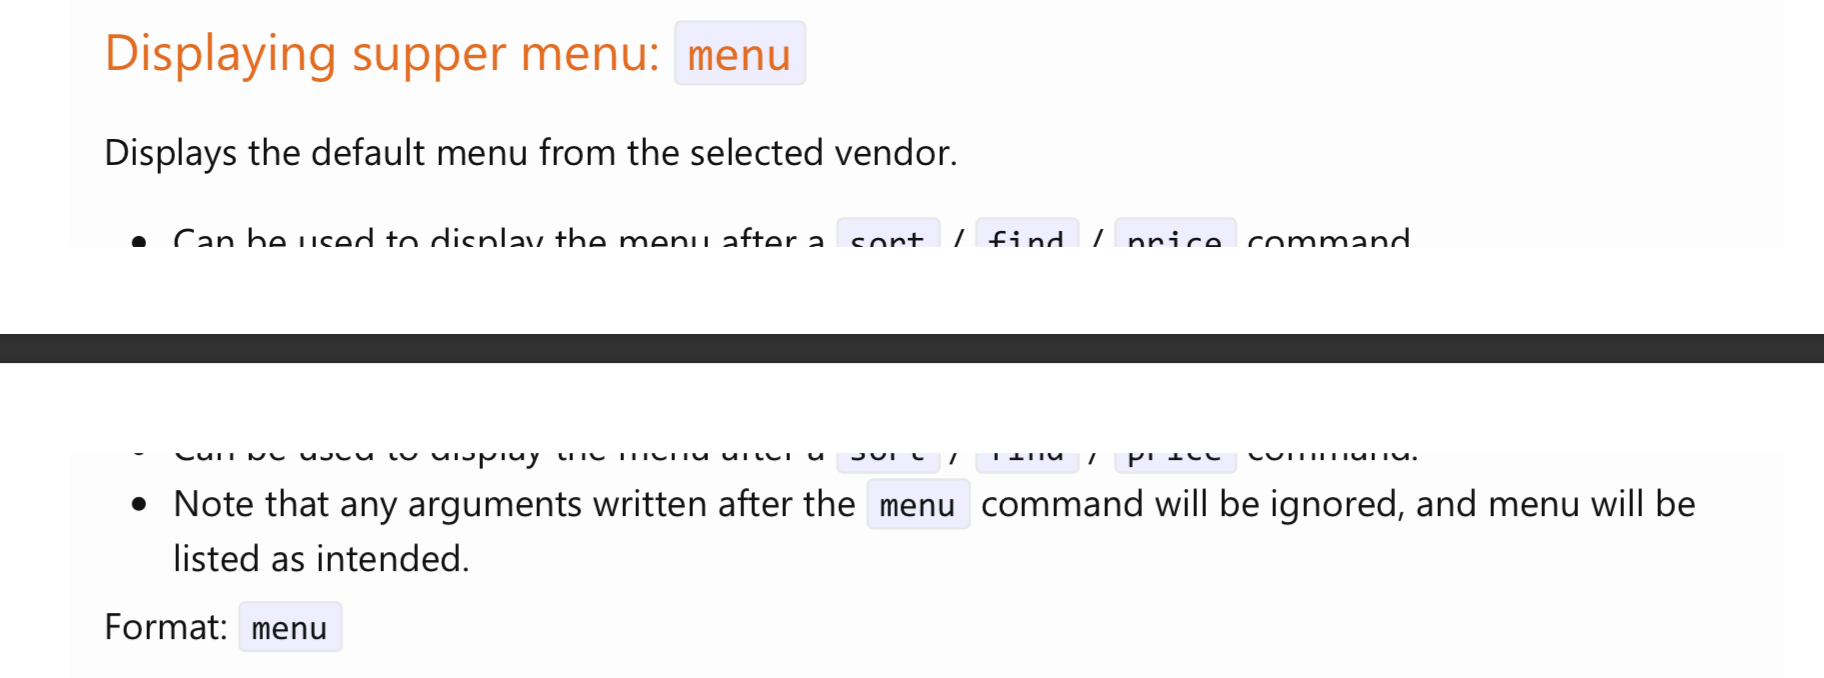 Displaying supper menu: menu
Displays the default menu from the selected vendor.
• Can be used to display the menu after a sort / find / price command
• Can be used to display the menu after a sort / find / price command.
• Note that any arguments written after the menu command will be ignored, and menu will be
listed as intended.
Format: menu